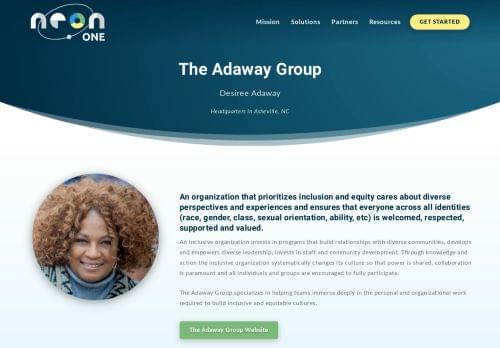 neon ONE
Mission Solutions Partners Resources GET STARTED
The Adaway Group
Desiree Adaway
Headquarters in Asheville, NC
An organization that prioritizes inclusion and equity cares about diverse
perspectives and experiences and ensures that everyone across all identities
(race, gender, class, sexual orientation, ability, etc) is welcomed, respected,
supported and valued.
An inclusive organization invests in programs that build relationships with diverse communities, develops
and empowers diverse leadership, invests in staff and community development. Through knowledge and
action the inclusive organization systematically changes its culture so that power is shared, collaboration
is paramount and all individuals and groups are encouraged to fully participate.
The Adaway Group specializes in helping teams immerse deeply in the personal and organizational work
required to build inclusive and equitable cultures.
The Adaway Group Website